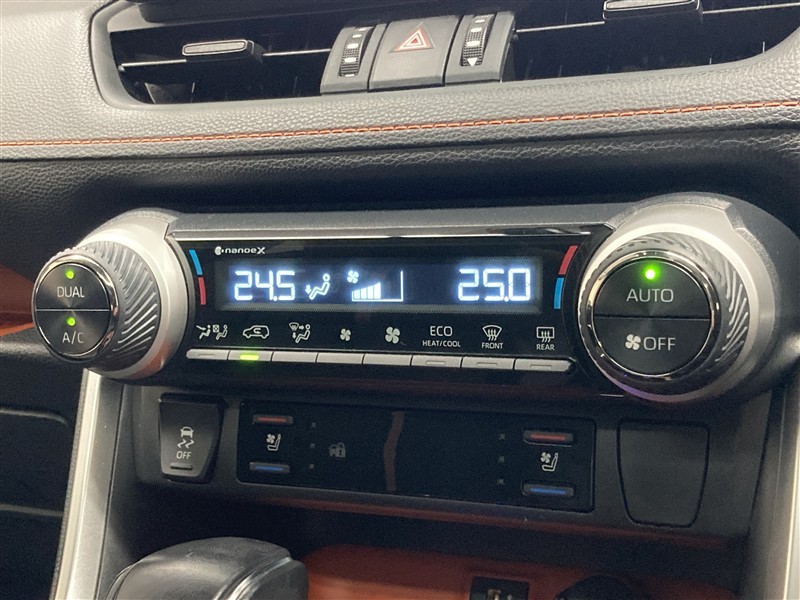 nanoeX
24.5 25.0
DUAL
A/C
AUTO
OFF
ECO
HEAT/COOL
FRONT
REAR
OFF